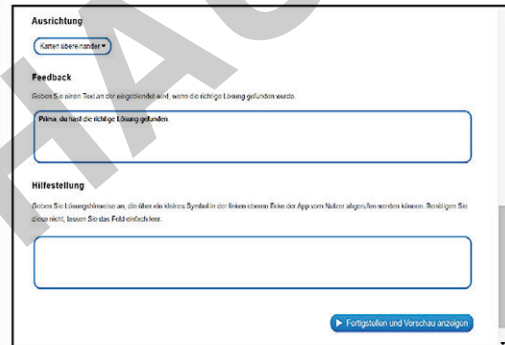 Ausrichtung
Karten übereinander
Feedback
Geben Sie einen Text an der eingeblendet wird, wenn die richtige Lösung gefunden wurde.
Prima, du hast die richtige Lösung gefunden.
Hilfestellung
Geben Sie Lösungshinweise an, die über ein kleines Symbol in der linken oberen Ecke der App vom Nutzer abgerufen werden können. Benötigen Sie
diese nicht, lassen Sie das Feld einfach leer.
Fertigstellen und Vorschau anzeigen